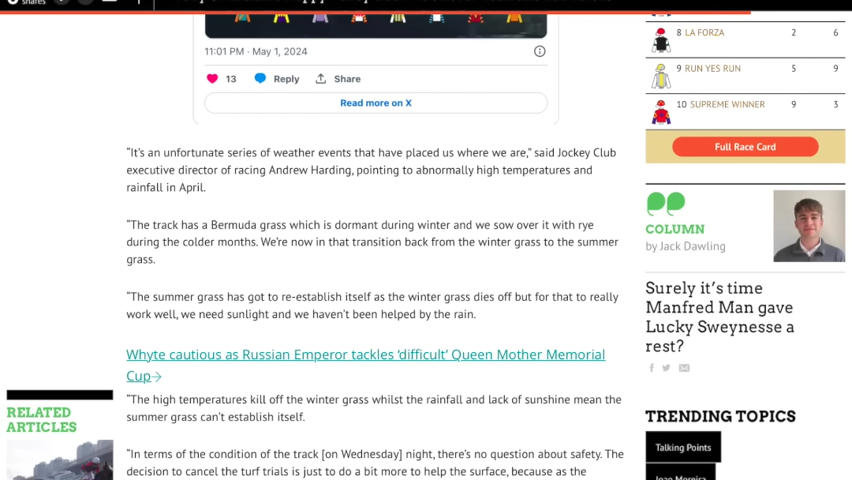 shares
11:01 PM · May 1, 2024
13 Reply Share
Read more on X
“It’s an unfortunate series of weather events that have placed us where we are,” said Jockey Club
executive director of racing Andrew Harding, pointing to abnormally high temperatures and
rainfall in April.
“The track has a Bermuda grass which is dormant during winter and we sow over it with rye
during the colder months. We’re now in that transition back from the winter grass to the summer
grass.
“The summer grass has got to re-establish itself as the winter grass dies off but for that to really
work well, we need sunlight and we haven’t been helped by the rain.
Whyte cautious as Russian Emperor tackles ‘difficult’ Queen Mother Memorial
Cup
“The high temperatures kill off the winter grass whilst the rainfall and lack of sunshine mean the
summer grass can’t establish itself.
“In terms of the condition of the track [on Wednesday] night, there’s no question about safety. The
decision to cancel the turf trials is just to do a bit more to help the surface, because as the
RELATED
ARTICLES
8 LA FORZA 2 6
9 RUN YES RUN 5 9
10 SUPREME WINNER 9 3
Full Race Card
COLUMN
by Jack Dawling
Surely it’s time
Manfred Man gave
Lucky Sweynesse a
rest?
TRENDING TOPICS
Talking Points
Joao Moreira